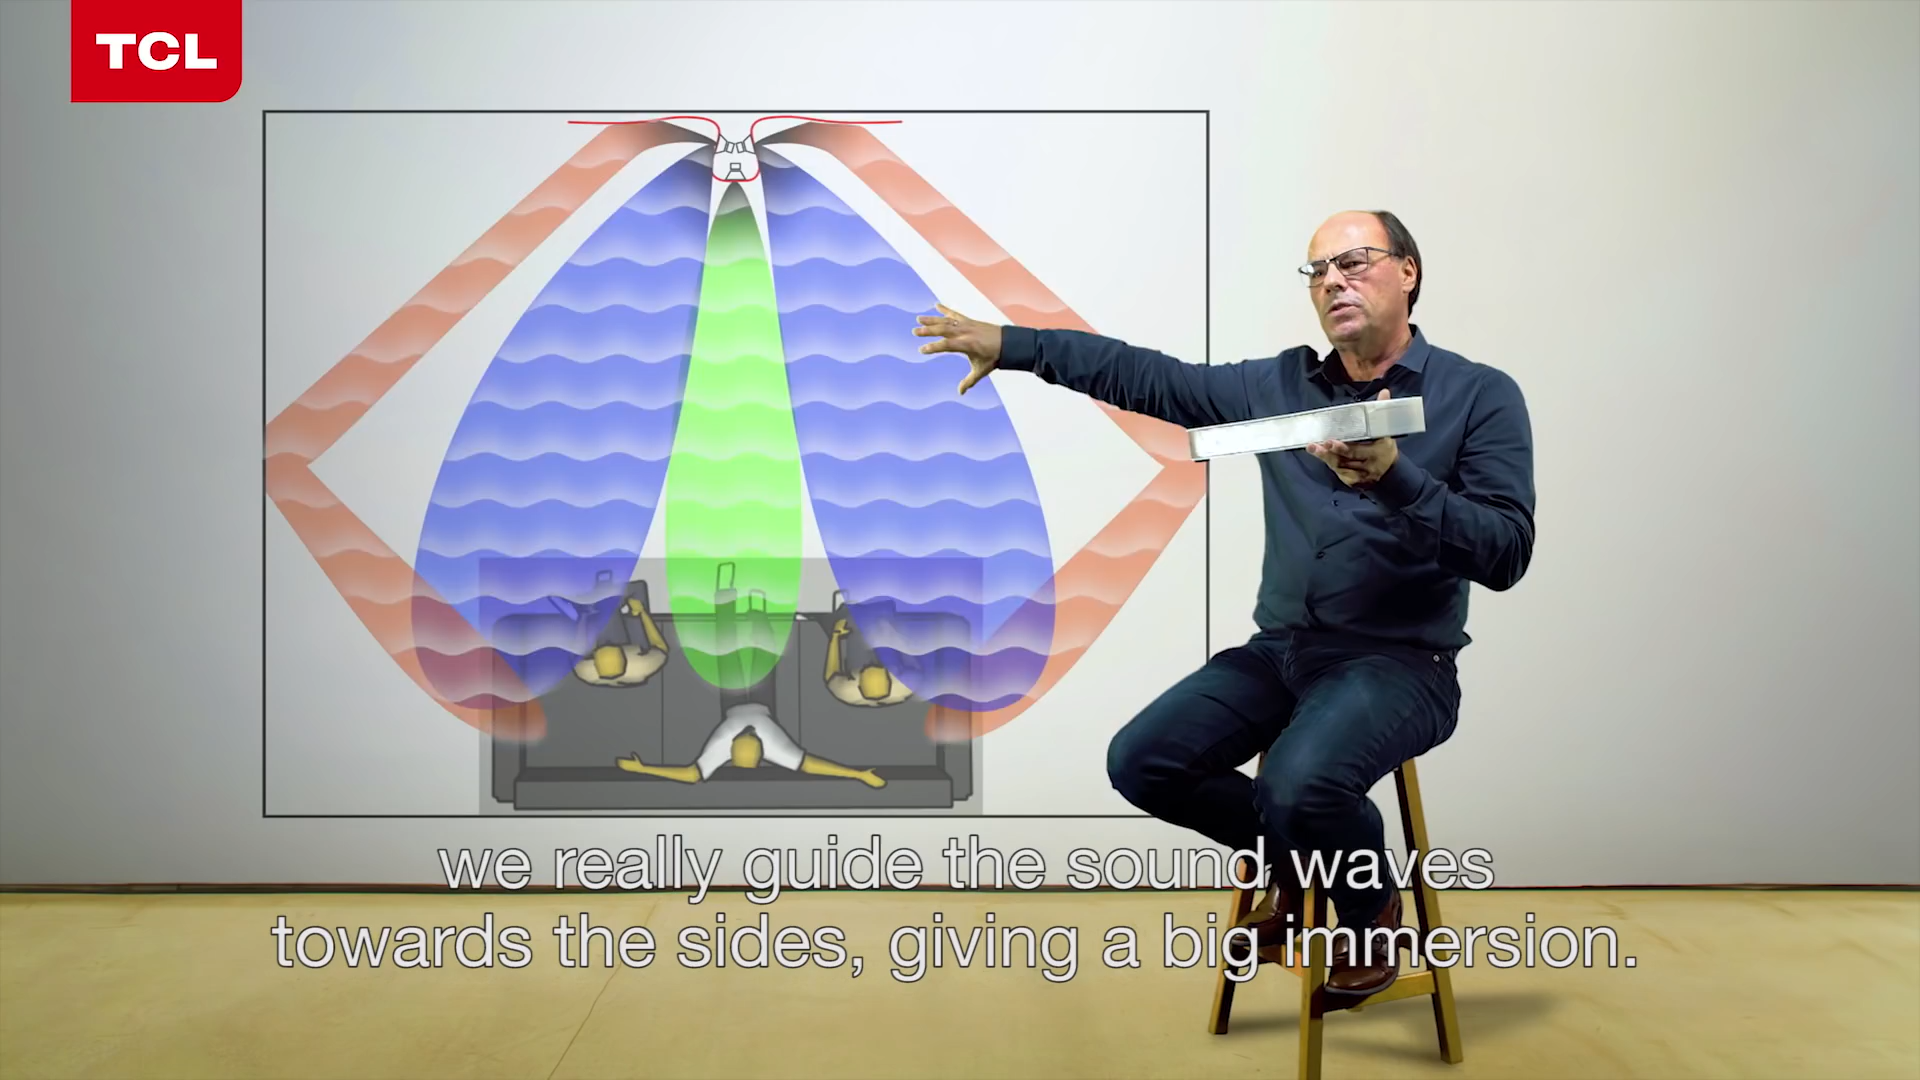 TCL
we really guide the sound waves
towards the sides, giving a big immersion.